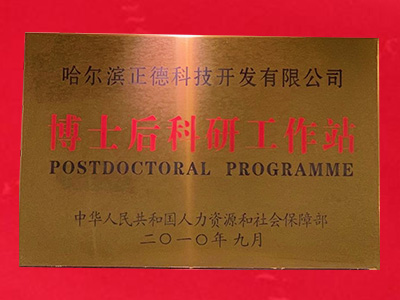 哈尔滨正德科技开发有限公司
博士后科研工作站
POSTDOCTORAL PROGRAMME
中华人民共和国人力资源和社会保障部
二〇一〇年九月